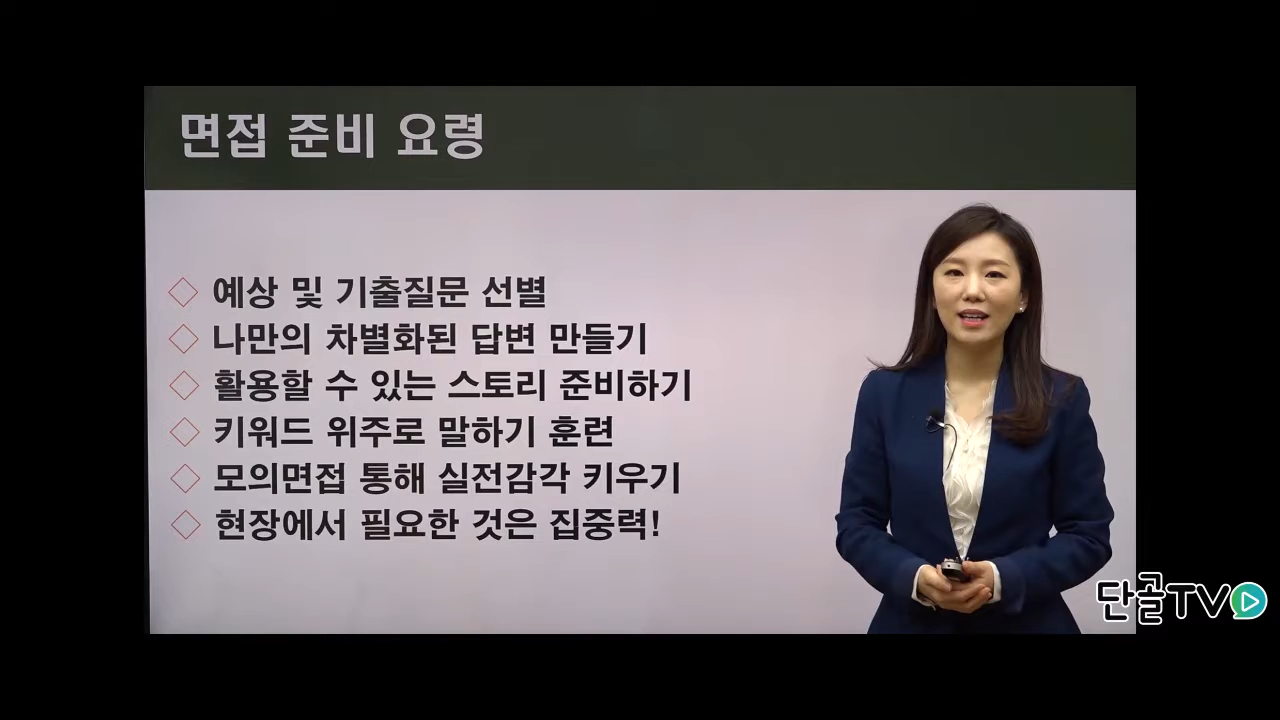 면접 준비 요령
◇ 예상 및 기출질문 선별
◇ 나만의 차별화된 답변 만들기
◇ 활용할 수 있는 스토리 준비하기
◇ 키워드 위주로 말하기 훈련
◇ 모의면접 통해 실전감각 키우기
◇ 현장에서 필요한 것은 집중력!
단골TV